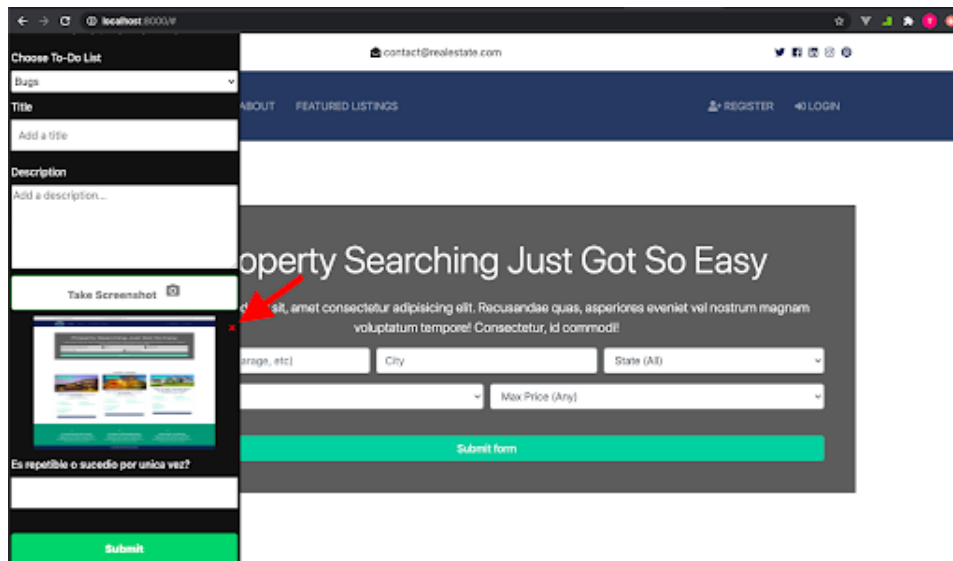 localhost:8000/#
Choose To-Do List
contact@realestate.com
Bugs
Title
ABOUT FEATURED LISTINGS
REGISTER LOGIN
Add a title
Description
Add a description...
operty Searching Just Got So Easy
Take Screenshot
sit, amet consectetur adipisicing elit. Recusandae quas, asperiores eveniet vel nostrum magnam
voluptatum tempore! Consectetur, id commodi!
arage, etc)
City
State (All)
Max Price (Any)
Submit form
Es repetible o sucedio por unica vez?
Submit